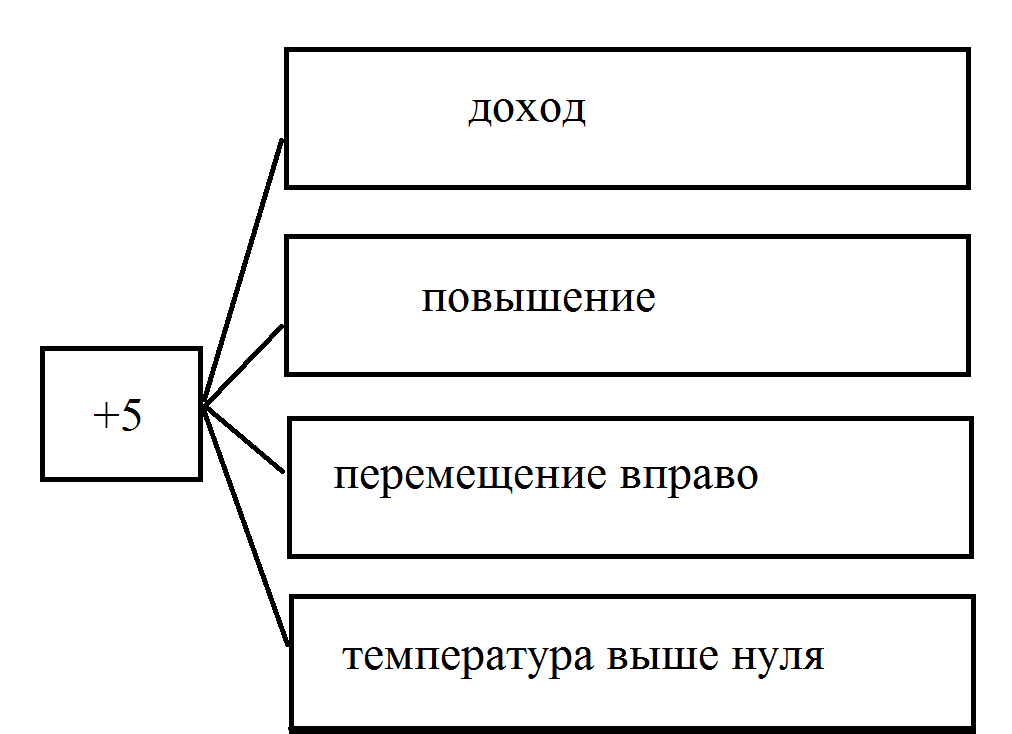 доход
повышение
+5
перемещение вправо
температура выше нуля